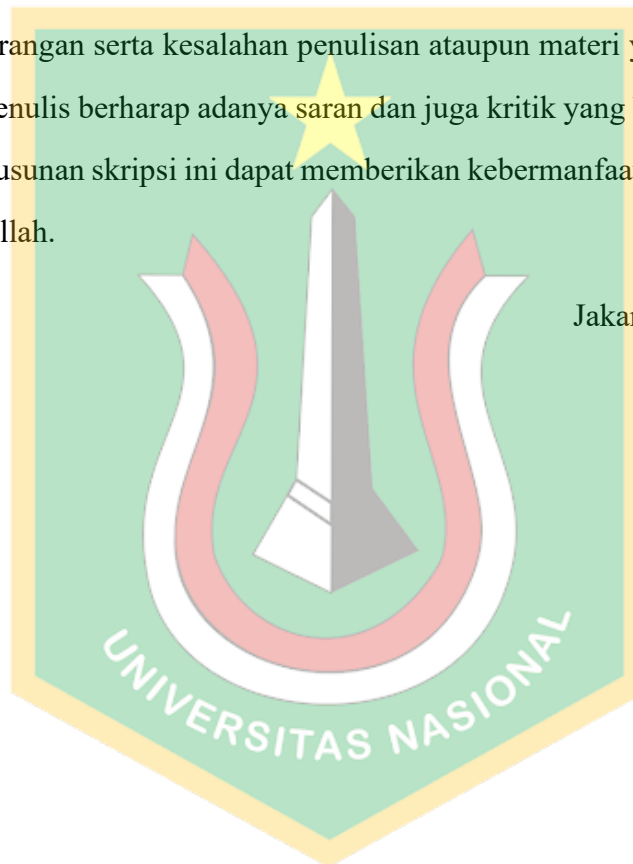 rangan serta kesalahan penulisan ataupun materi y
enulis berharap adanya saran dan juga kritik yang
usunan skripsi ini dapat memberikan kebermanfaa
llah.
Jakar
UNIVERSITAS NASIONAL